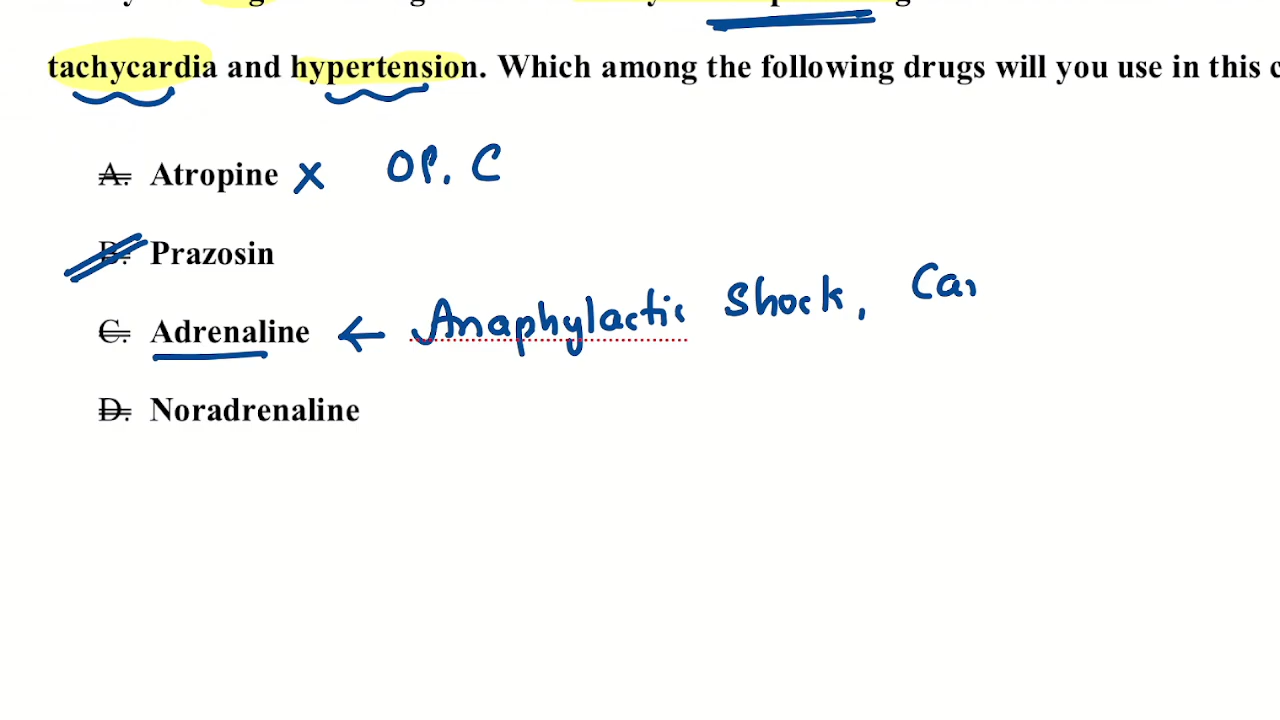 tachycardia and hypertension. Which among the following drugs will you use in this
A. Atropine x OP. C
B. Prazosin
C. Adrenaline ← Anaphylactic Shock, Car
D. Noradrenaline